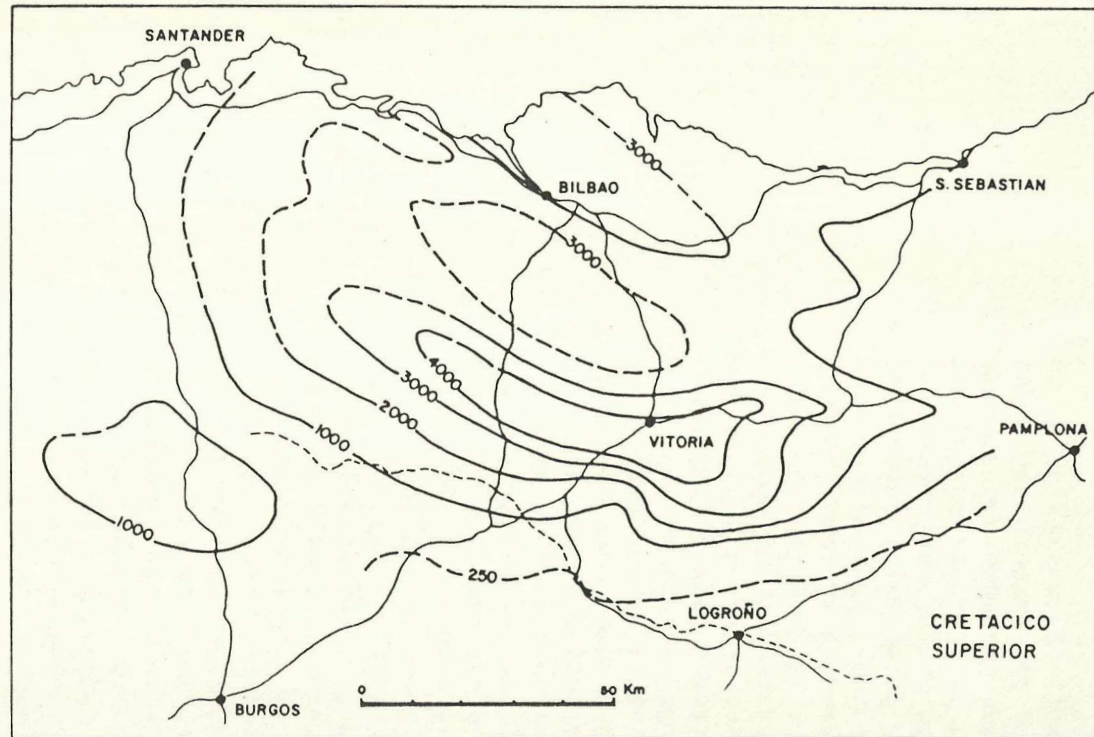 SANTANDER
3000
BILBAO
S. SEBASTIAN
3000
4000
3000
2000
VITORIA
1000
PAMPLONA
1000
250
LOGROÑO
CRETACICO
SUPERIOR
0
50 Km
BURGOS